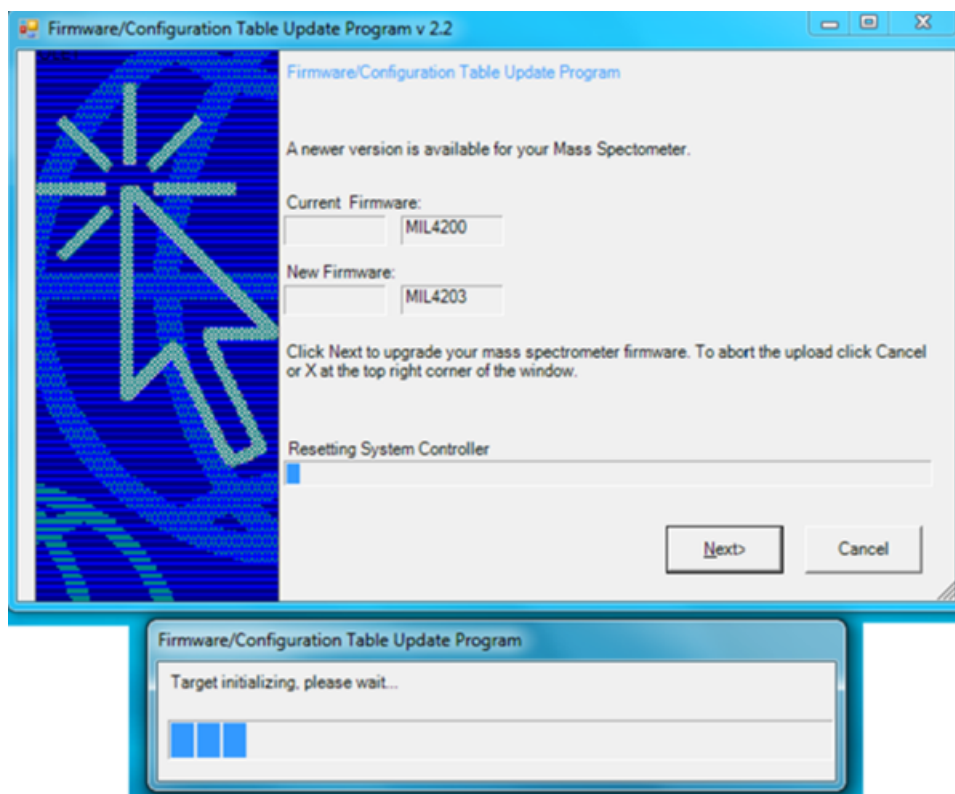 Firmware/Configuration Table Update Program v 2.2
Firmware/Configuration Table Update Program
A newer version is available for your Mass Spectometer.
Current Firmware:
MIL4200
New Firmware:
MIL4203
Click Next to upgrade your mass spectrometer firmware. To abort the upload click Cancel
or X at the top right corner of the window.
Resetting System Controller
Next>
Cancel
Firmware/Configuration Table Update Program
Target initializing, please wait...